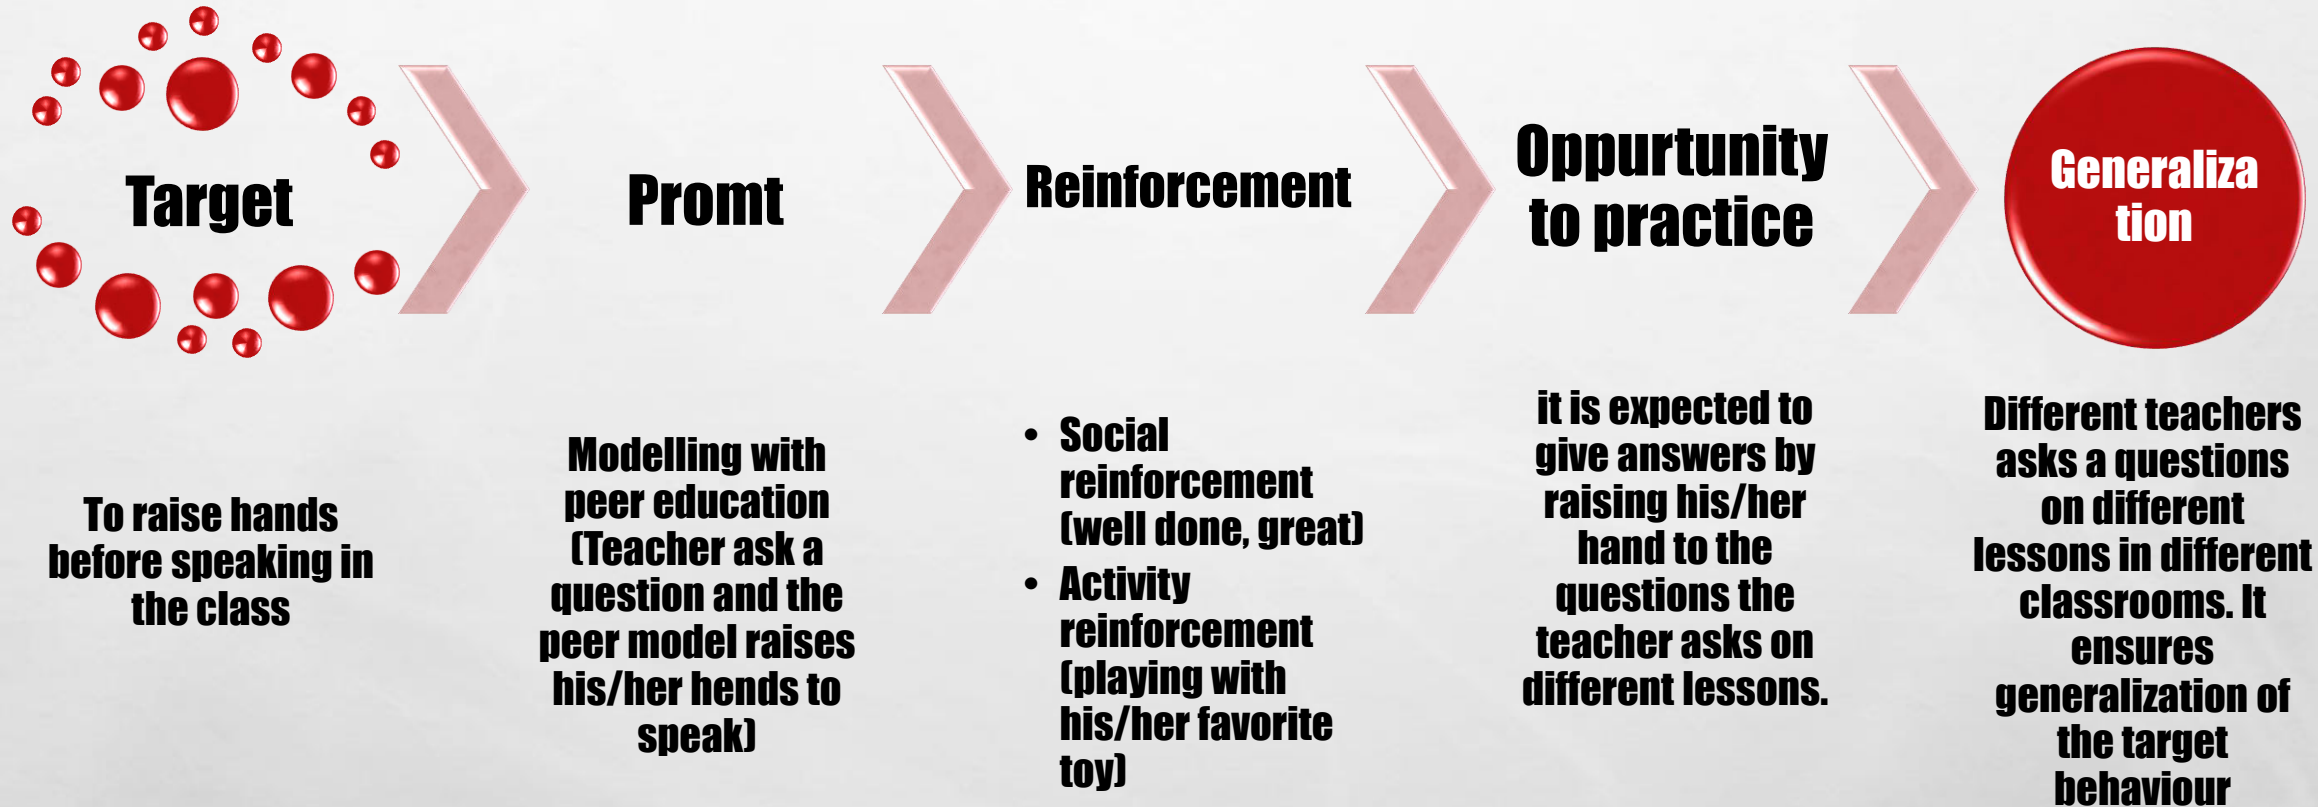 Target
To raise hands
before speaking in
the class
Promt
Modelling with
peer education
(Teacher ask a
question and the
peer model raises
his/her hends to
speak)
Reinforcement
• Social
reinforcement
(well done, great)
• Activity
reinforcement
(playing with
his/her favorite
toy)
Oppurtunity
to practice
it is expected to
give answers by
raising his/her
hand to the
questions the
teacher asks on
different lessons.
Generaliza
tion
Different teachers
asks a questions
on different
lessons in different
classrooms. It
ensures
generalization of
the target
behaviour